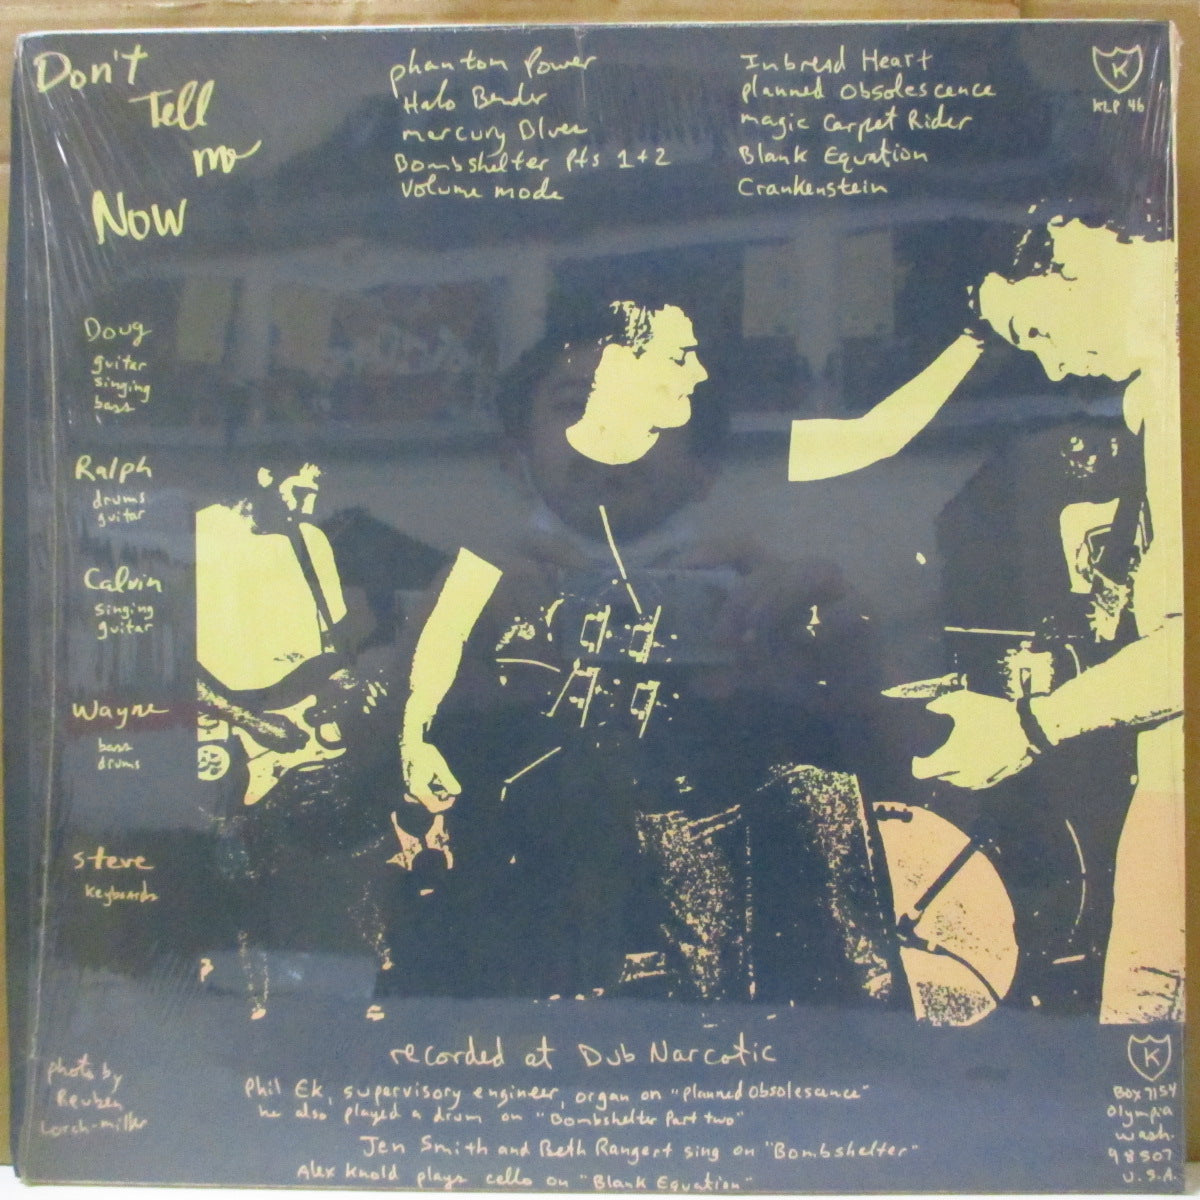 Don't
Tell
me
Now
phantom Power
Halo Bender
mercury Blues
Bombshelter pts 1+2
Volume mode
Inbread Heart
planned obsolescence
magic carpet Rider
Blank Equation
Crankenstein
K
KLP 46
Doug
guitar
singing
bass
Ralph
drums
guitar
Calvin
singing
guitar
Wayne
bass
drums
Steve
keyboards
photo by
Reuben
Lorch-miller
recorded at Dub Narcotic
Phil Ek, supervisory engineer, organ on "Planned Obsolescence"
he also played a drum on "Bombshelter Part two"
Jen Smith and Beth Rangert sing on "Bombshelter"
Alex Knold plays cello on "Blank Equation"
K
Box 7154
Olympia
Wash.
98507
U.S.A.